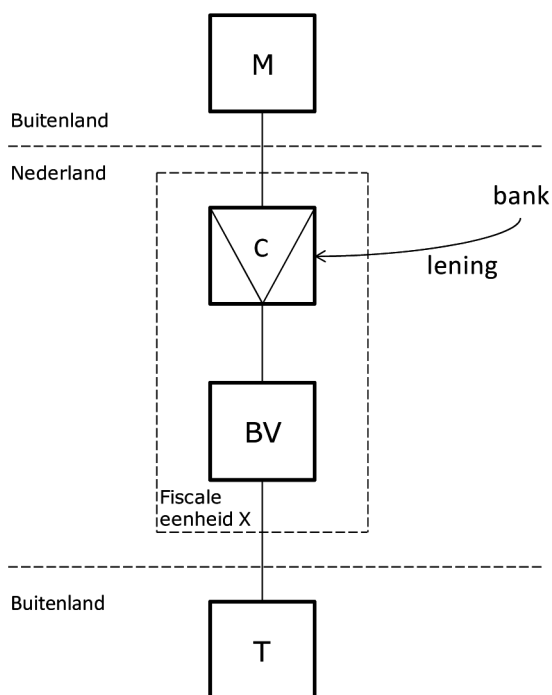 M
Buitenland
Nederland
bank
C
lening
BV
Fiscale
eenheid X
Buitenland
T